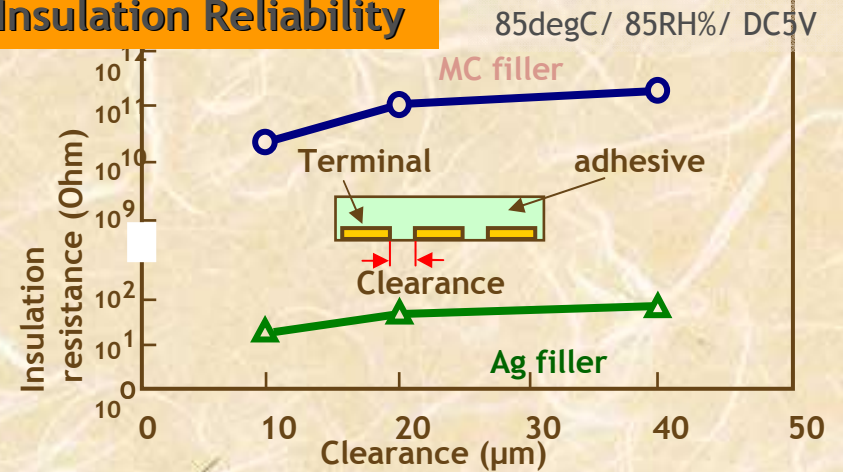 Insulation Reliability
85degC/ 85RH%/ DC5V
10^12
MC filler
10^11
10^10
Terminal
adhesive
10^9
Clearance
10^2
10^1
Ag filler
10^0
Insulation
resistance (Ohm)
0 10 20 30 40 50
Clearance (µm)